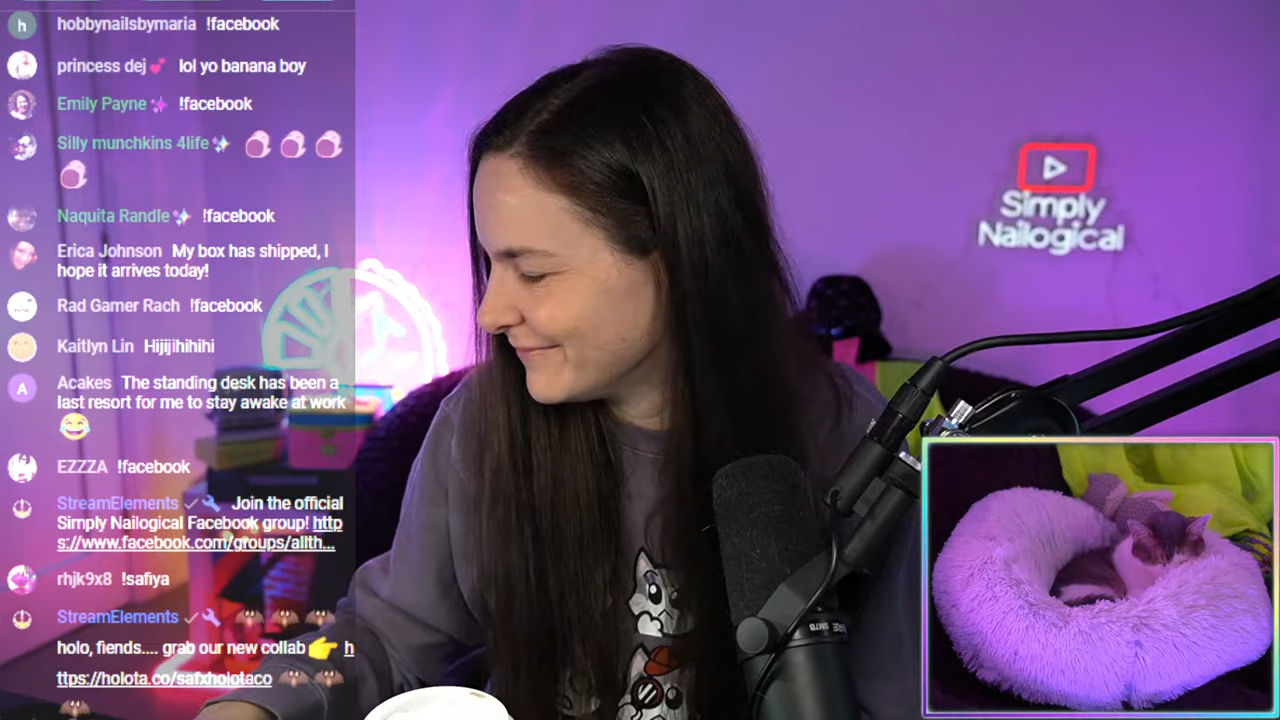 hobbynailsbymaria !facebook
princess dej💕 lol yo banana boy
Emily Payne✨ !facebook
Silly munchkins 4life✨
Naquita Randle✨ !facebook
Erica Johnson My box has shipped, I
hope it arrives today!
Rad Gamer Rach !facebook
Kaitlyn Lin Hijijihihihi
A
Acakes The standing desk has been a
last resort for me to stay awake at work
😂
EZZZA !facebook
StreamElements Join the official
Simply Nailogical Facebook group! http
s://www.facebook.com/groups/allth...
rhjk9x8 !safiya
StreamElements 🦇🦇🦇
holo, fiends.... grab our new collab👉 h
ttps://holota.co/safxholotaco 🦇🦇
🦇
h
Simply
Nailogical
SM7B